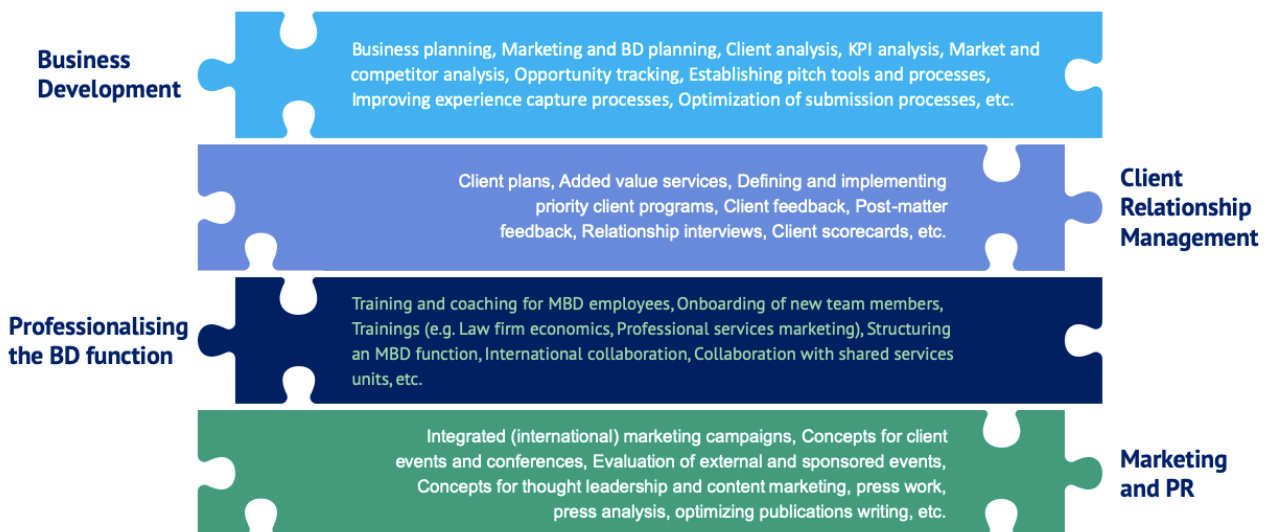 Business
Development
Business planning, Marketing and BD planning, Client analysis, KPI analysis, Market and
competitor analysis, Opportunity tracking, Establishing pitch tools and processes,
Improving experience capture processes, Optimization of submission processes, etc.
Client plans, Added value services, Defining and implementing
priority client programs, Client feedback, Post-matter
feedback, Relationship interviews, Client scorecards, etc.
Client
Relationship
Management
Professionalising
the BD function
Training and coaching for MBD employees, Onboarding of new team members,
Trainings (e.g. Law firm economics, Professional services marketing), Structuring
an MBD function, International collaboration, Collaboration with shared services
units, etc.
Integrated (international) marketing campaigns, Concepts for client
events and conferences, Evaluation of external and sponsored events,
Concepts for thought leadership and content marketing, press work,
press analysis, optimizing publications writing, etc.
Marketing
and PR